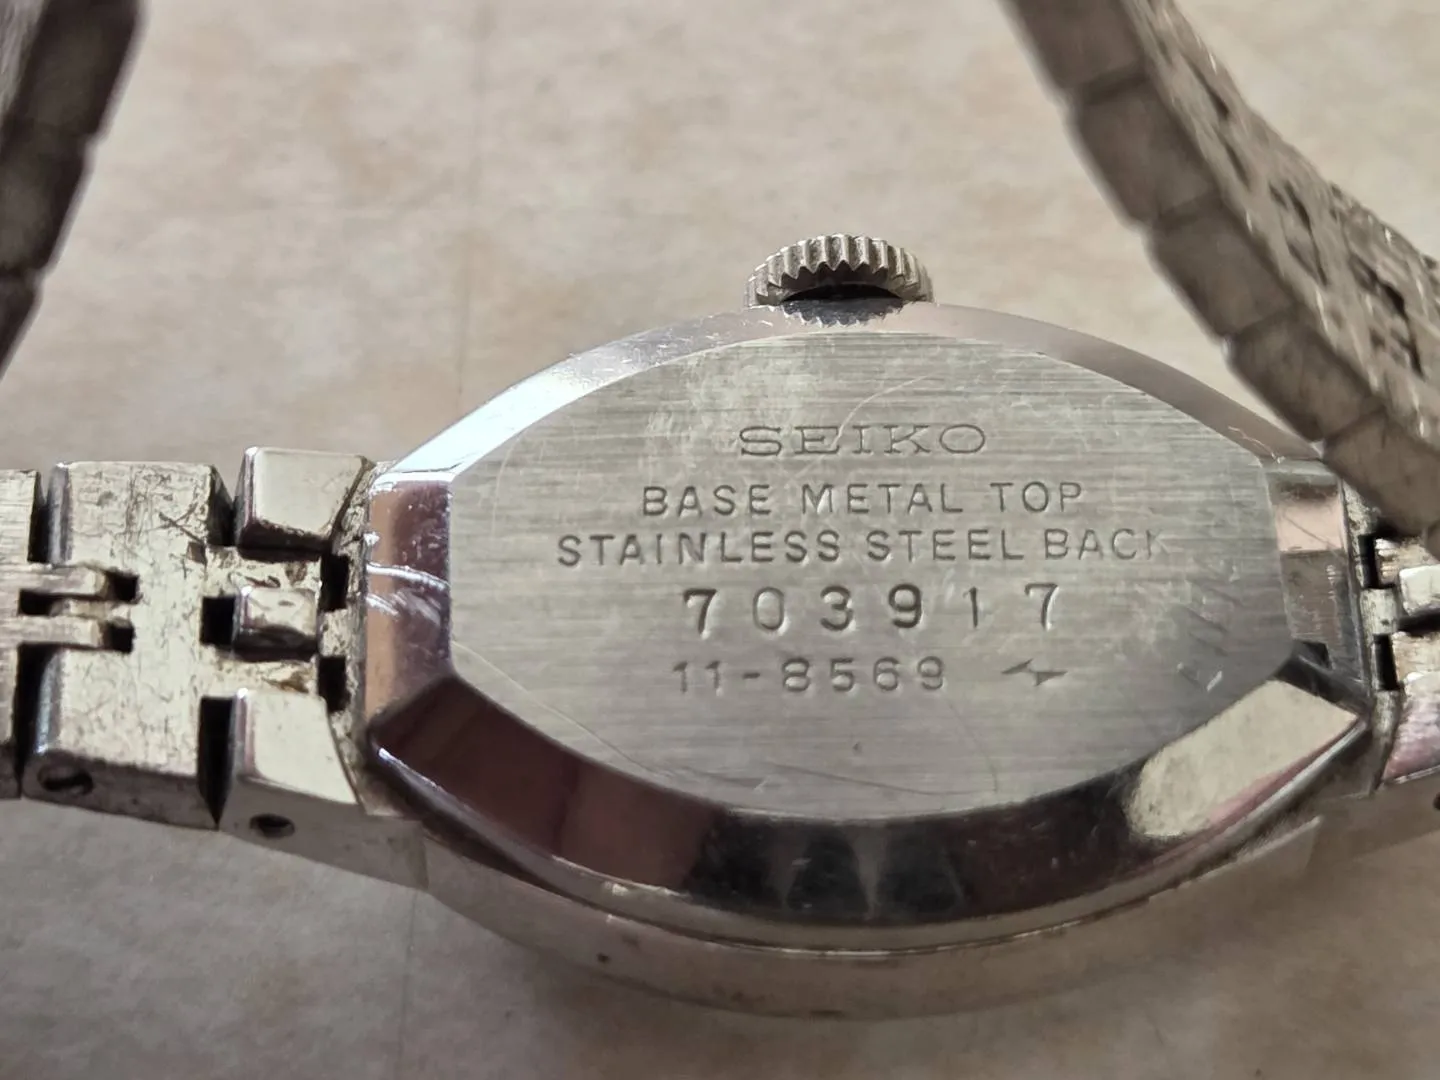 SEIKO
BASE METAL TOP
STAINLESS STEEL BACK
703917
11-8569